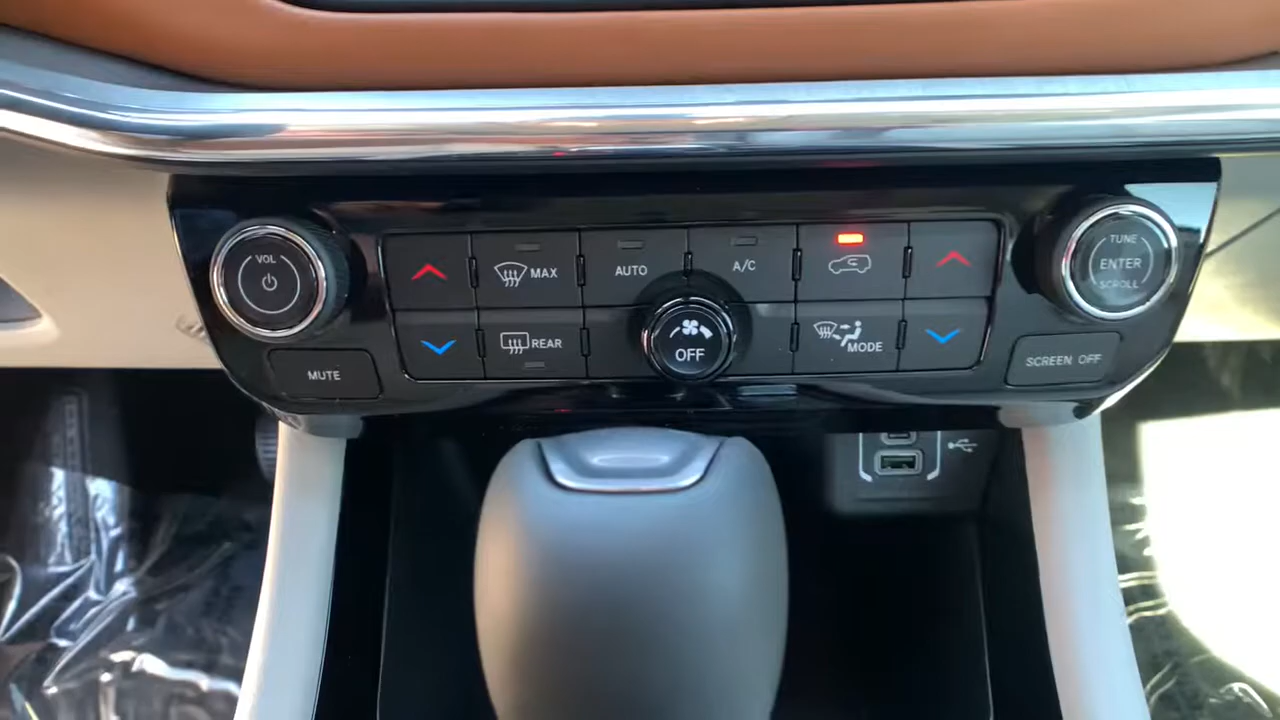 VOL
MAX
AUTO
A/C
TUNE
ENTER
SCROLL
REAR
OFF
MODE
MUTE
SCREEN OFF